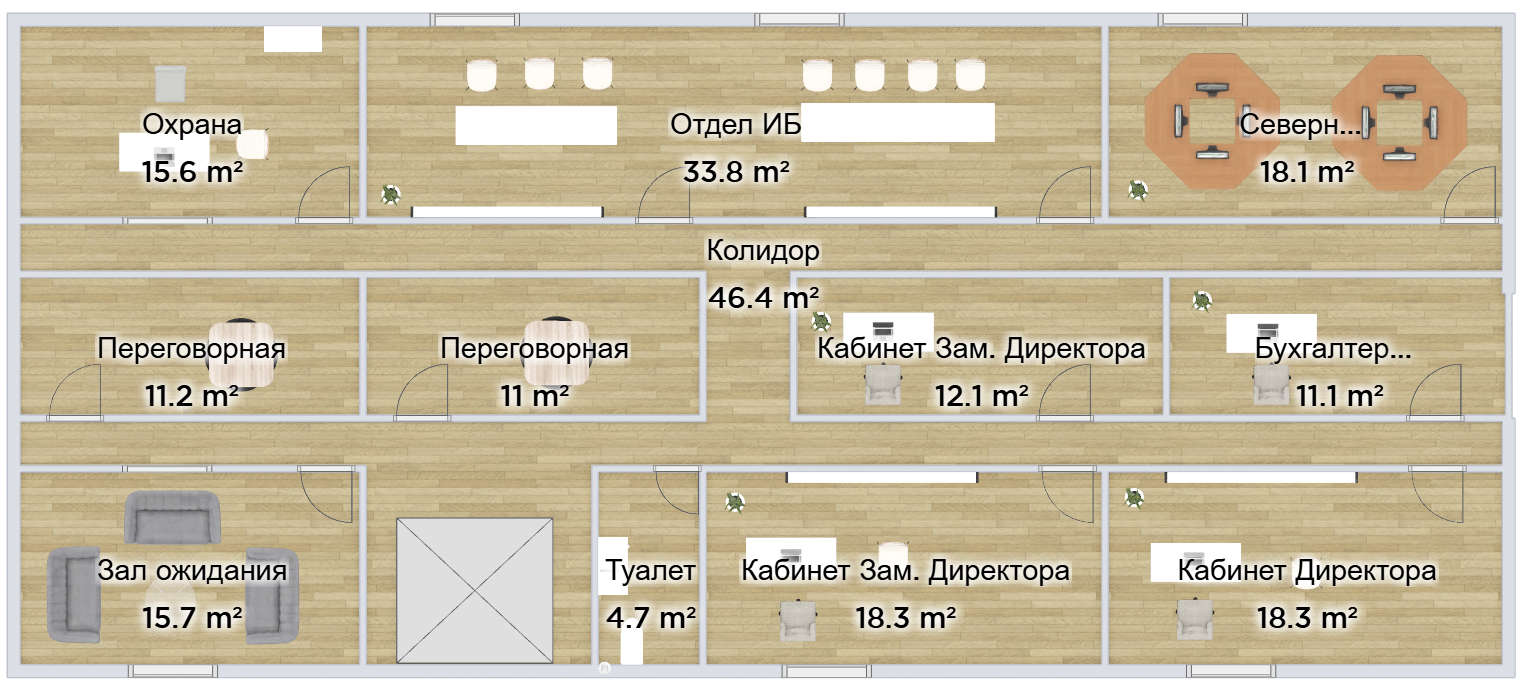 Охрана
15.6 m²
Отдел ИБ
33.8 m²
Северн...
18.1 m²
Колидор
46.4 m²
Переговорная
11.2 m²
Переговорная
11 m²
Кабинет Зам. Директора
12.1 m²
Бухгалтер...
11.1 m²
Зал ожидания
15.7 m²
Туалет
4.7 m²
Кабинет Зам. Директора
18.3 m²
Кабинет Директора
18.3 m²